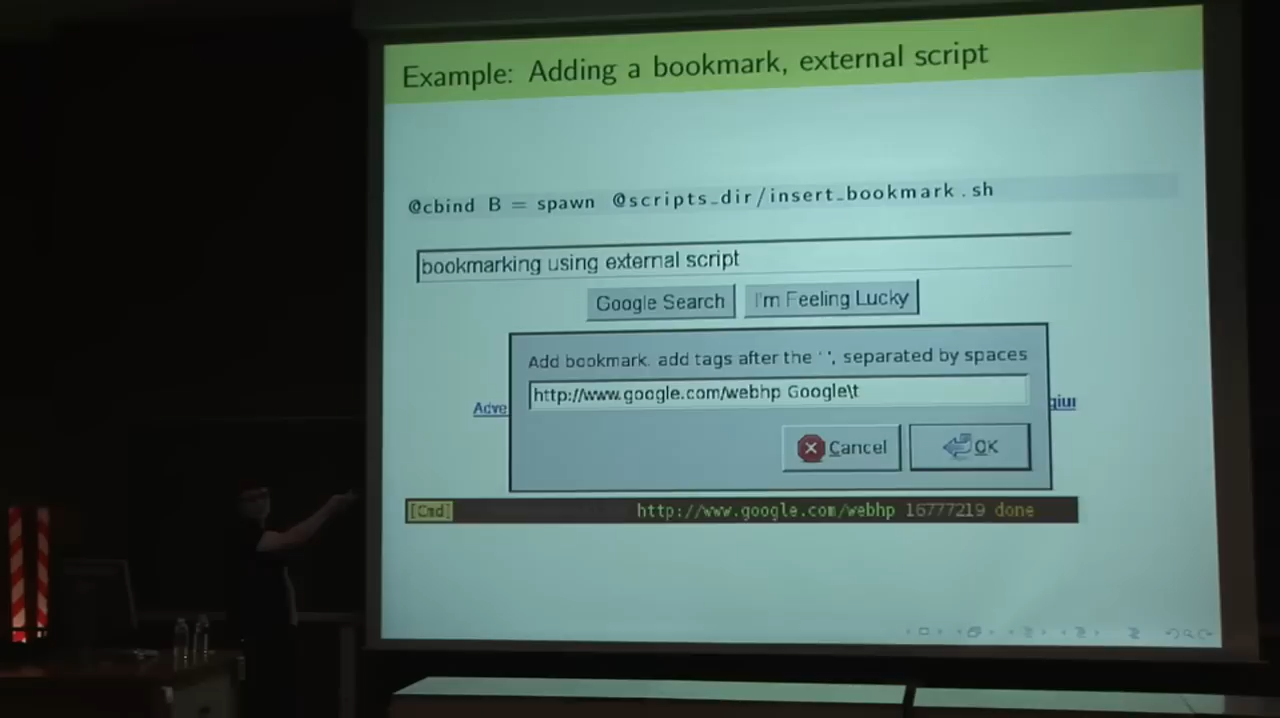 Example: Adding a bookmark, external script
@cbind B = spawn @scripts_dir/insert_bookmark.sh
bookmarking using external script
Google Search I'm Feeling Lucky
Add bookmark. add tags after the ' ', separated by spaces
http://www.google.com/webhp Google\t
Adve
Cancel OK
[Cmd] http://www.google.com/webhp 16777219 done